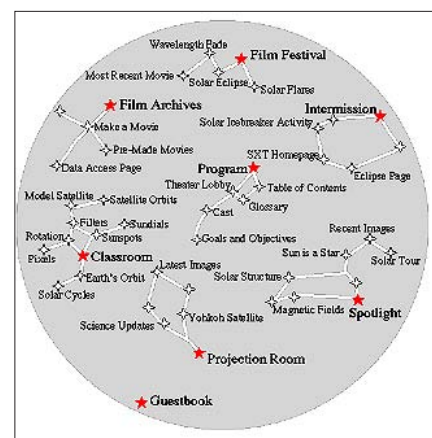 Wavelength Fade
Film Festival
Most Recent Movie
Solar Eclipse
Solar Flares
Film Archives
Intermission
Solar Icebreaker Activity
Make a Movie
Pre-Made Movies
SXT Homepage
Data Access Page
Program
Eclipse Page
Theater Lobby
Table of Contents
Model Satellite
Satellite Orbits
Glossary
Cast
Filters
Sundials
Recent Images
Rotation
Sunspots
Goals and Objectives
Pixels
Sun is a Star
Solar Tour
Classroom
Latest Images
Earth's Orbit
Solar Structure
Solar Cycles
Magnetic Fields
Spotlight
Science Updates
Yohkoh Satellite
Projection Room
Guestbook